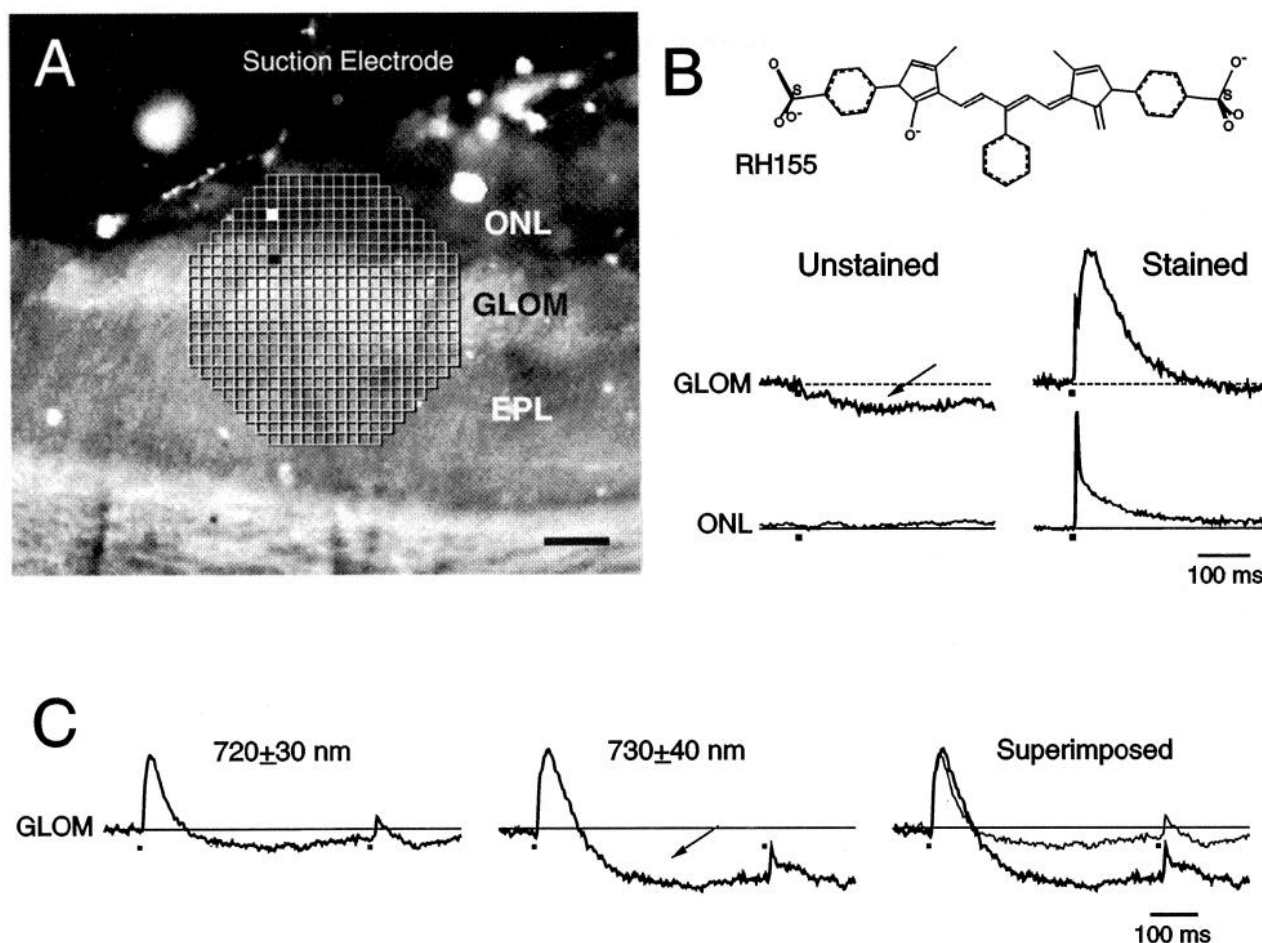 A
Suction Electrode
ONL
GLOM
EPL
B
O
S
O
O-
O-
O-
S
O
O
RH155
Unstained
Stained
GLOM
ONL
100 ms
C
720±30 nm
730±40 nm
Superimposed
GLOM
100 ms